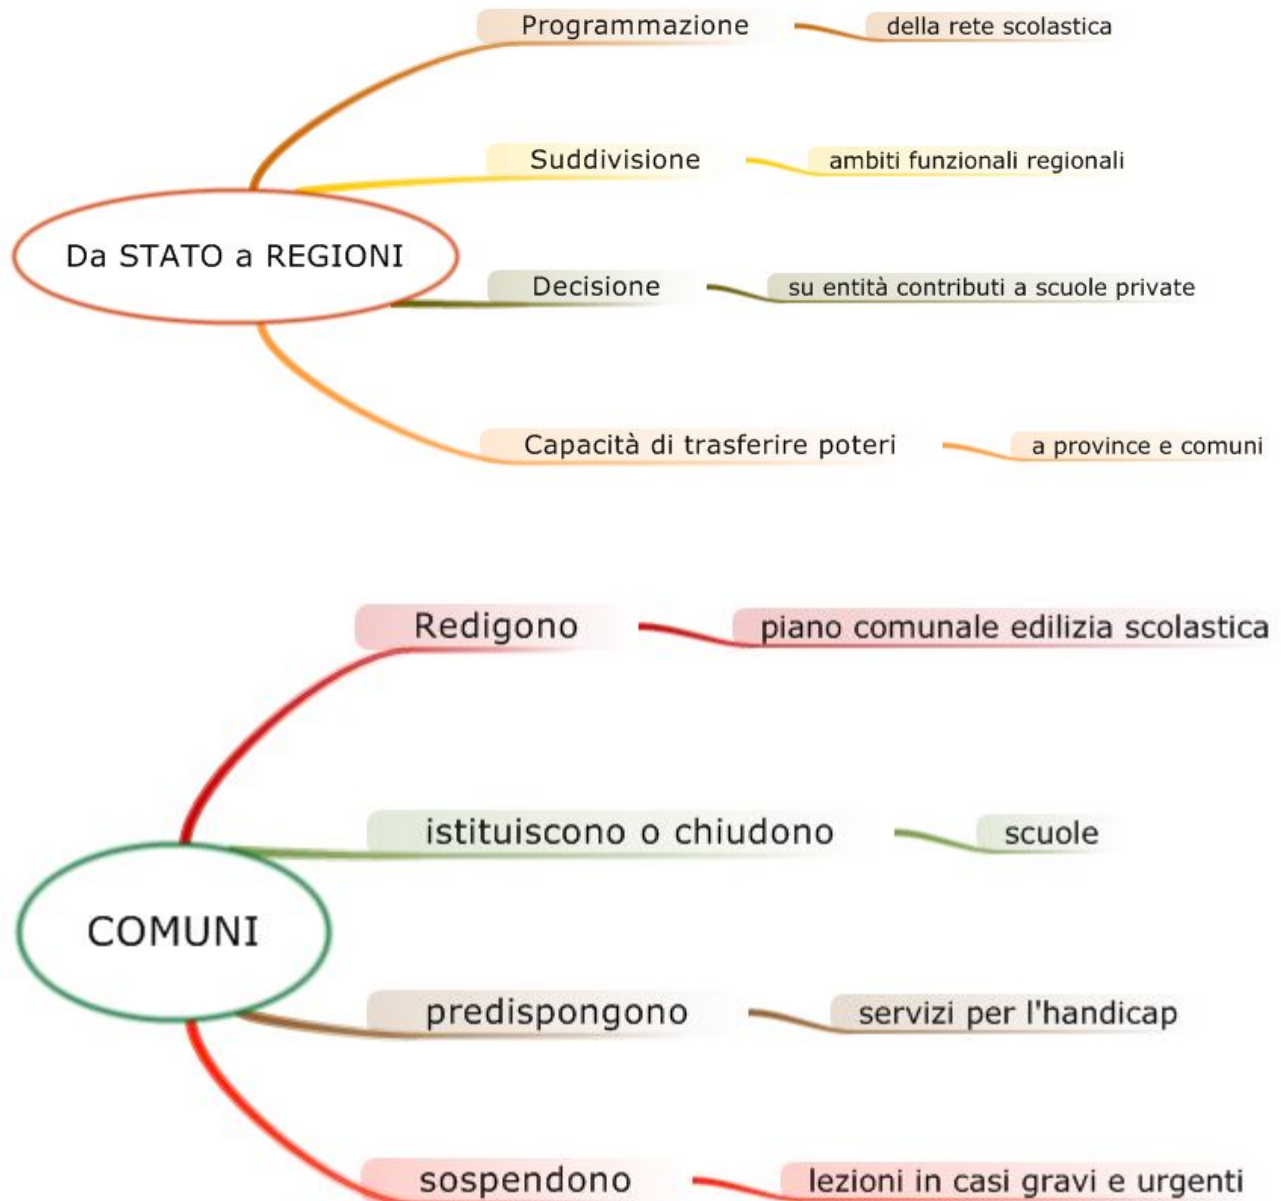 Programmazione
della rete scolastica
Suddivisione
ambiti funzionali regionali
Da STATO a REGIONI
Decisione
su entità contributi a scuole private
Capacità di trasferire poteri
a province e comuni
Redigono
piano comunale edilizia scolastica
istituiscono o chiudono
scuole
COMUNI
predispongono
servizi per l'handicap
sospendono
lezioni in casi gravi e urgenti